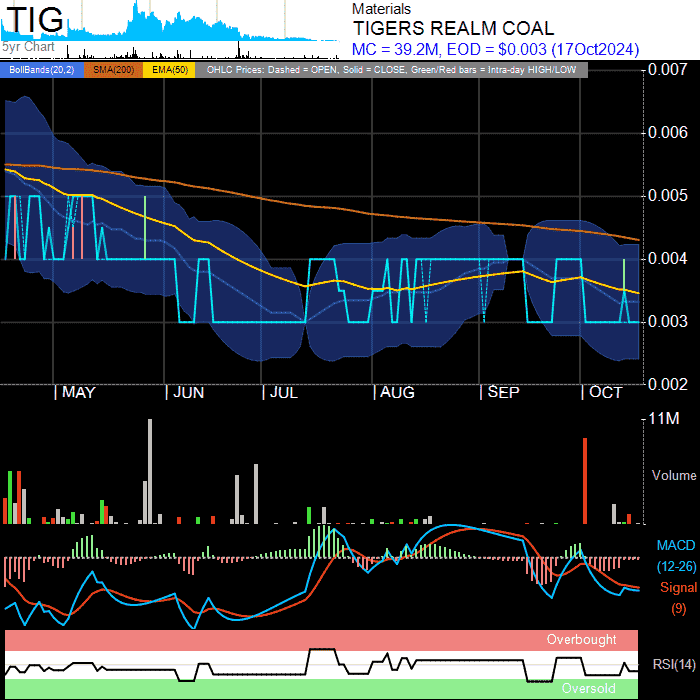 TIG
5yr Chart
Materials
TIGERS REALM COAL
MC = 39.2M, EOD = $0.003 (17Oct2024)
BollBands(20,2) SMA(200) EMA(50) OHLC Prices: Dashed = OPEN, Solid = CLOSE, Green/Red bars = Intra-day HIGH/LOW
0.007
0.006
0.005
0.004
0.003
0.002
MAY JUN JUL AUG SEP OCT
11M
Volume
MACD
(12-26)
Signal
(9)
Overbought
RSI(14)
Oversold